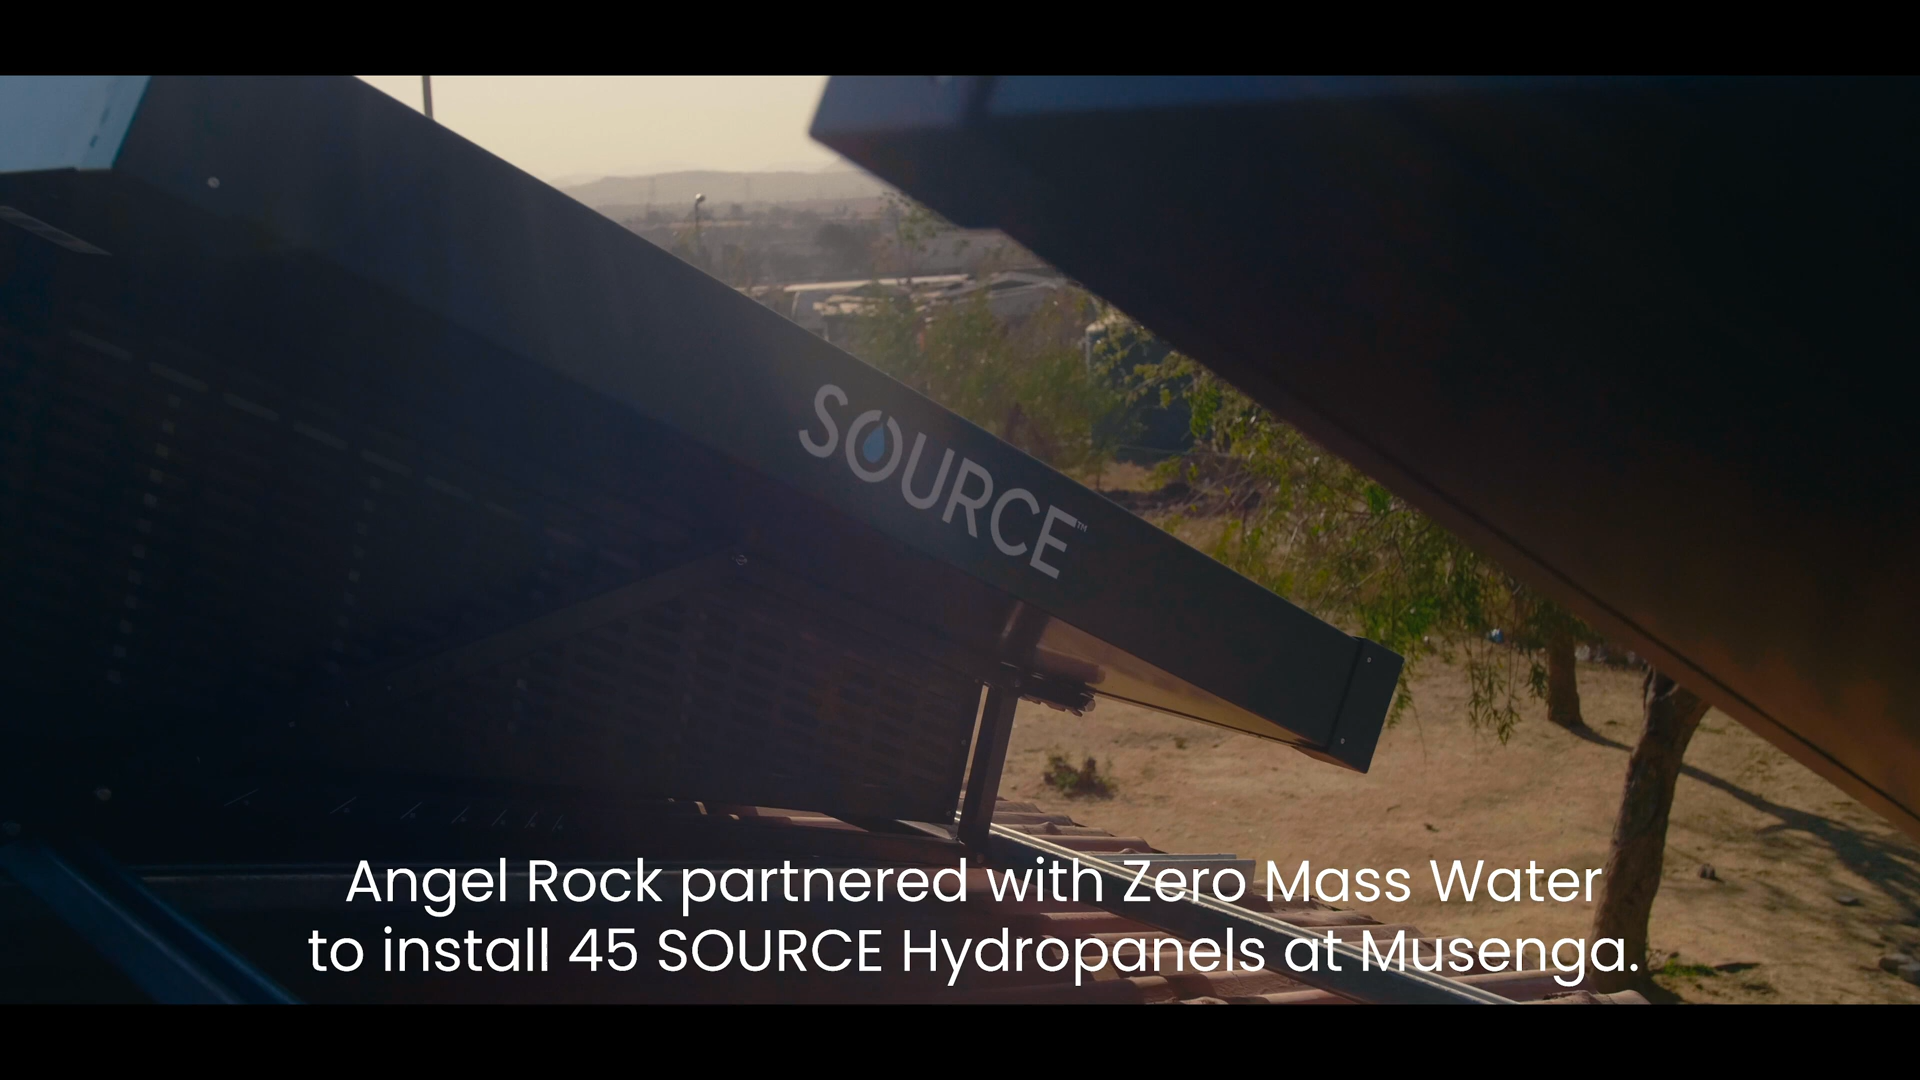 SOURCE™
Angel Rock partnered with Zero Mass Water
to install 45 SOURCE Hydropanels at Musenga.